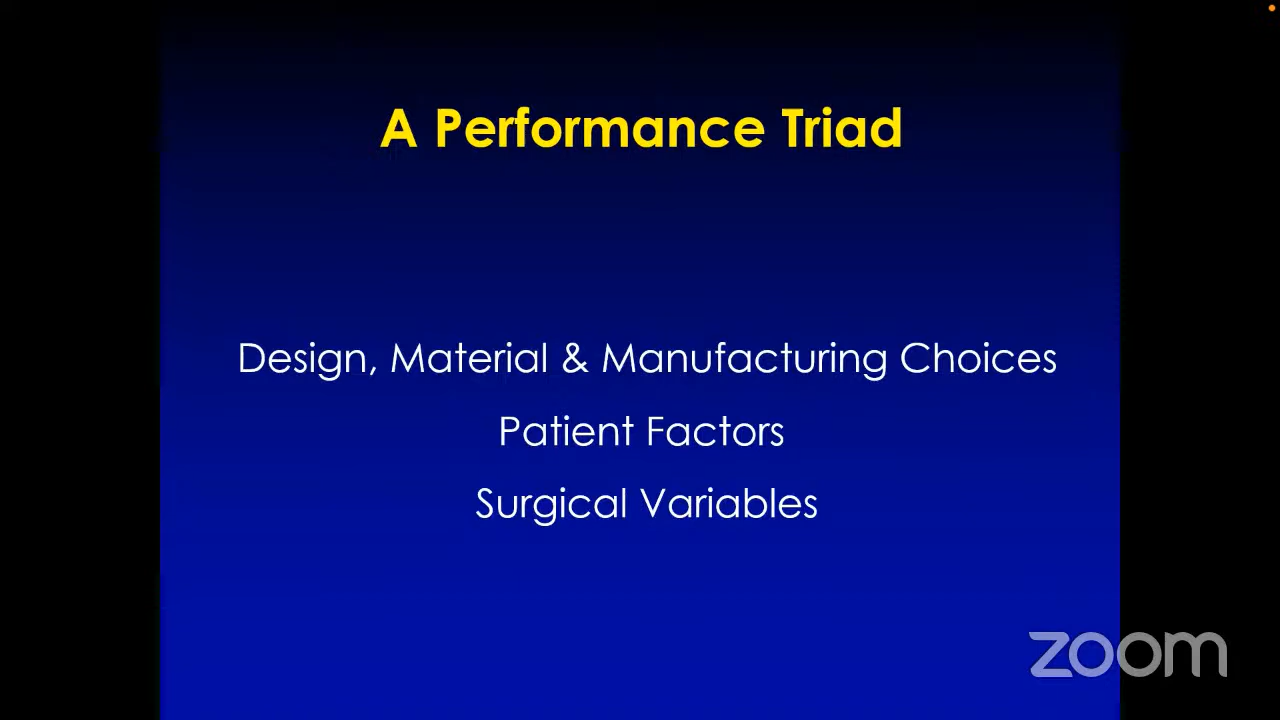 A Performance Triad
Design, Material & Manufacturing Choices
Patient Factors
Surgical Variables
zoom